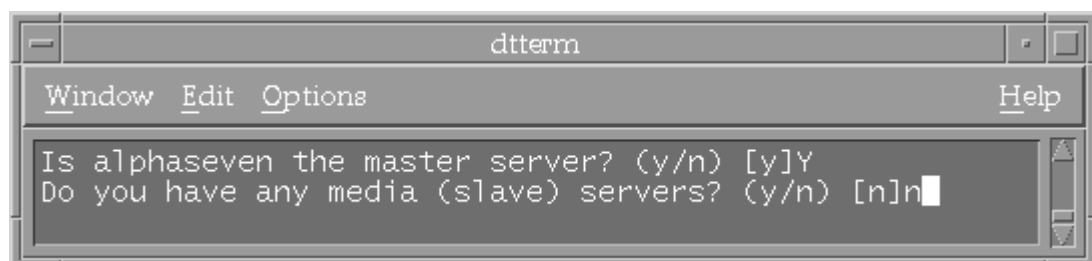 dtterm
Window Edit Options Help
Is alphaseven the master server? (y/n) [y]Y
Do you have any media (slave) servers? (y/n) [n]n